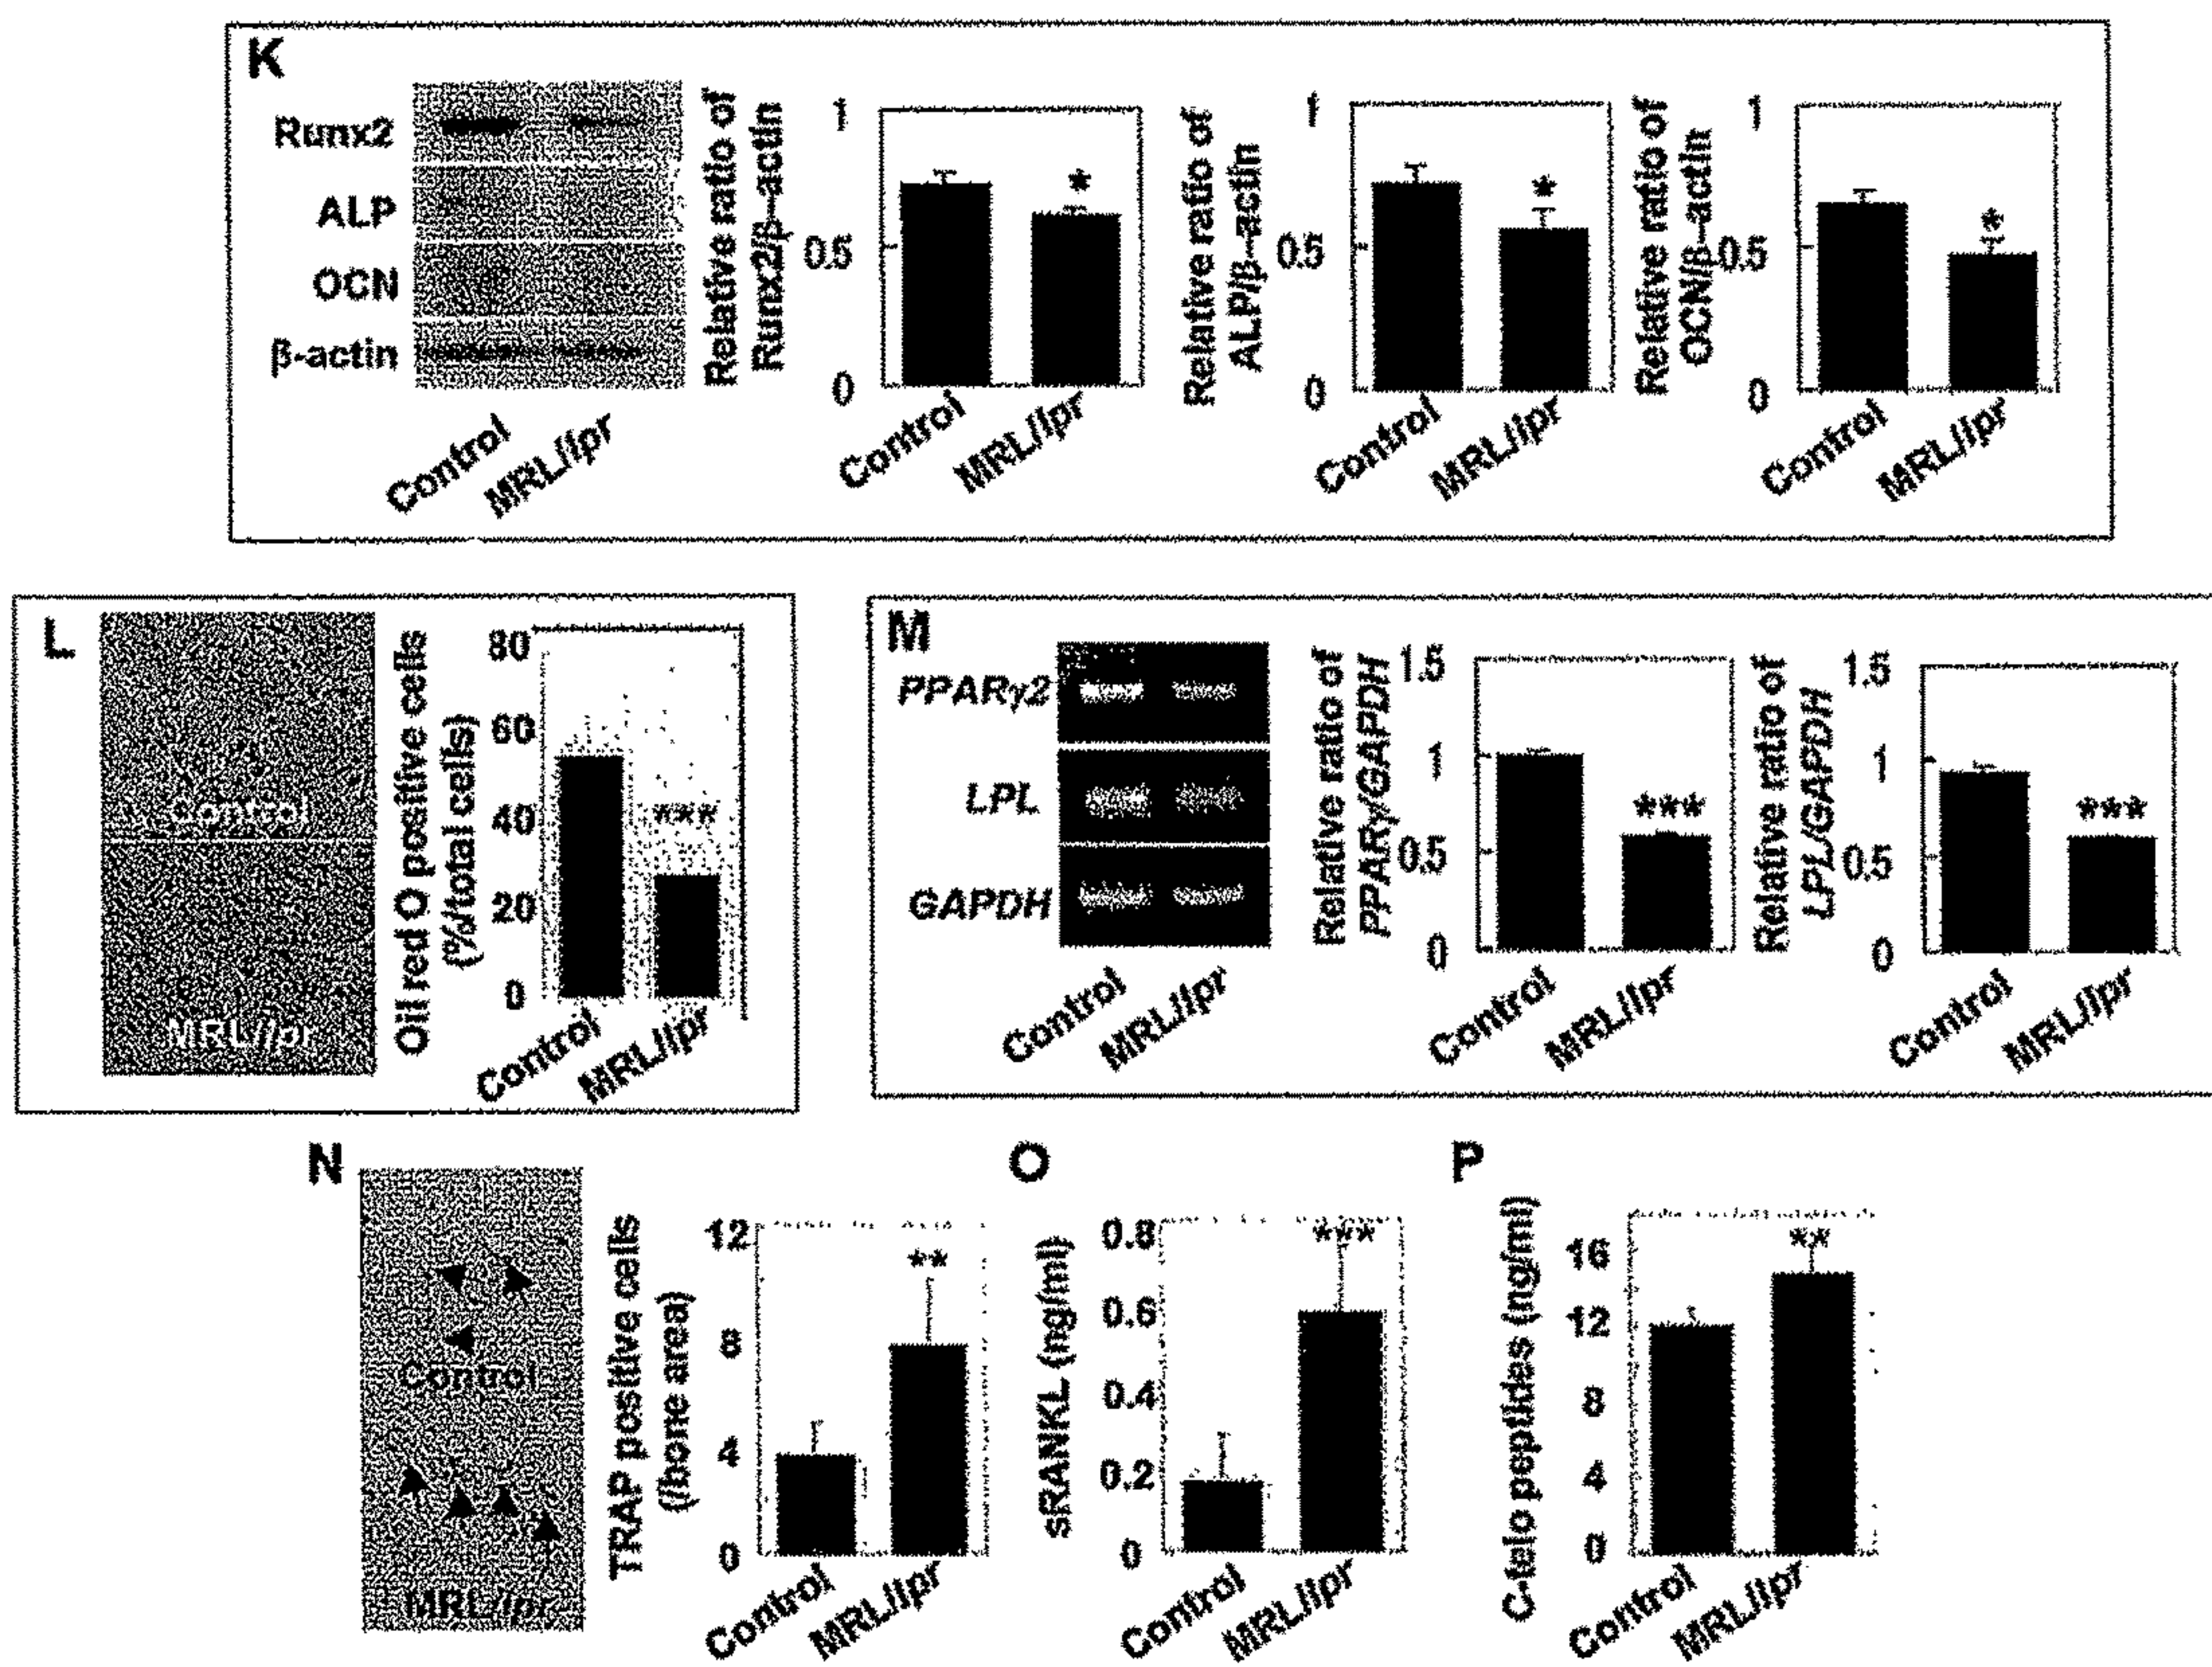 K
Runx2
ALP
OCN
β-actin
Control
MRL/lpr
Relative ratio of
Runx2/β-actin
1
0.5
0
*
Control
MRL/lpr
Relative ratio of
ALP/β-actin
1
0.5
0
*
Control
MRL/lpr
Relative ratio of
OCN/β-actin
1
0.5
0
*
Control
MRL/lpr
L
Control
MRL/lpr
Oil red O positive cells
(%/total cells)
80
60
40
20
0
***
Control
MRL/lpr
M
PPARγ2
LPL
GAPDH
Control
MRL/lpr
Relative ratio of
PPARγ/GAPDH
1.5
1
0.5
0
***
Control
MRL/lpr
Relative ratio of
LPL/GAPDH
1.5
1
0.5
0
***
Control
MRL/lpr
N
Control
MRL/lpr
TRAP positive cells
(/bone area)
12
8
4
0
**
Control
MRL/lpr
O
sRANKL (ng/ml)
0.8
0.6
0.4
0.2
0
***
Control
MRL/lpr
P
C-telo peptides (ng/ml)
16
12
8
4
0
**
Control
MRL/lpr